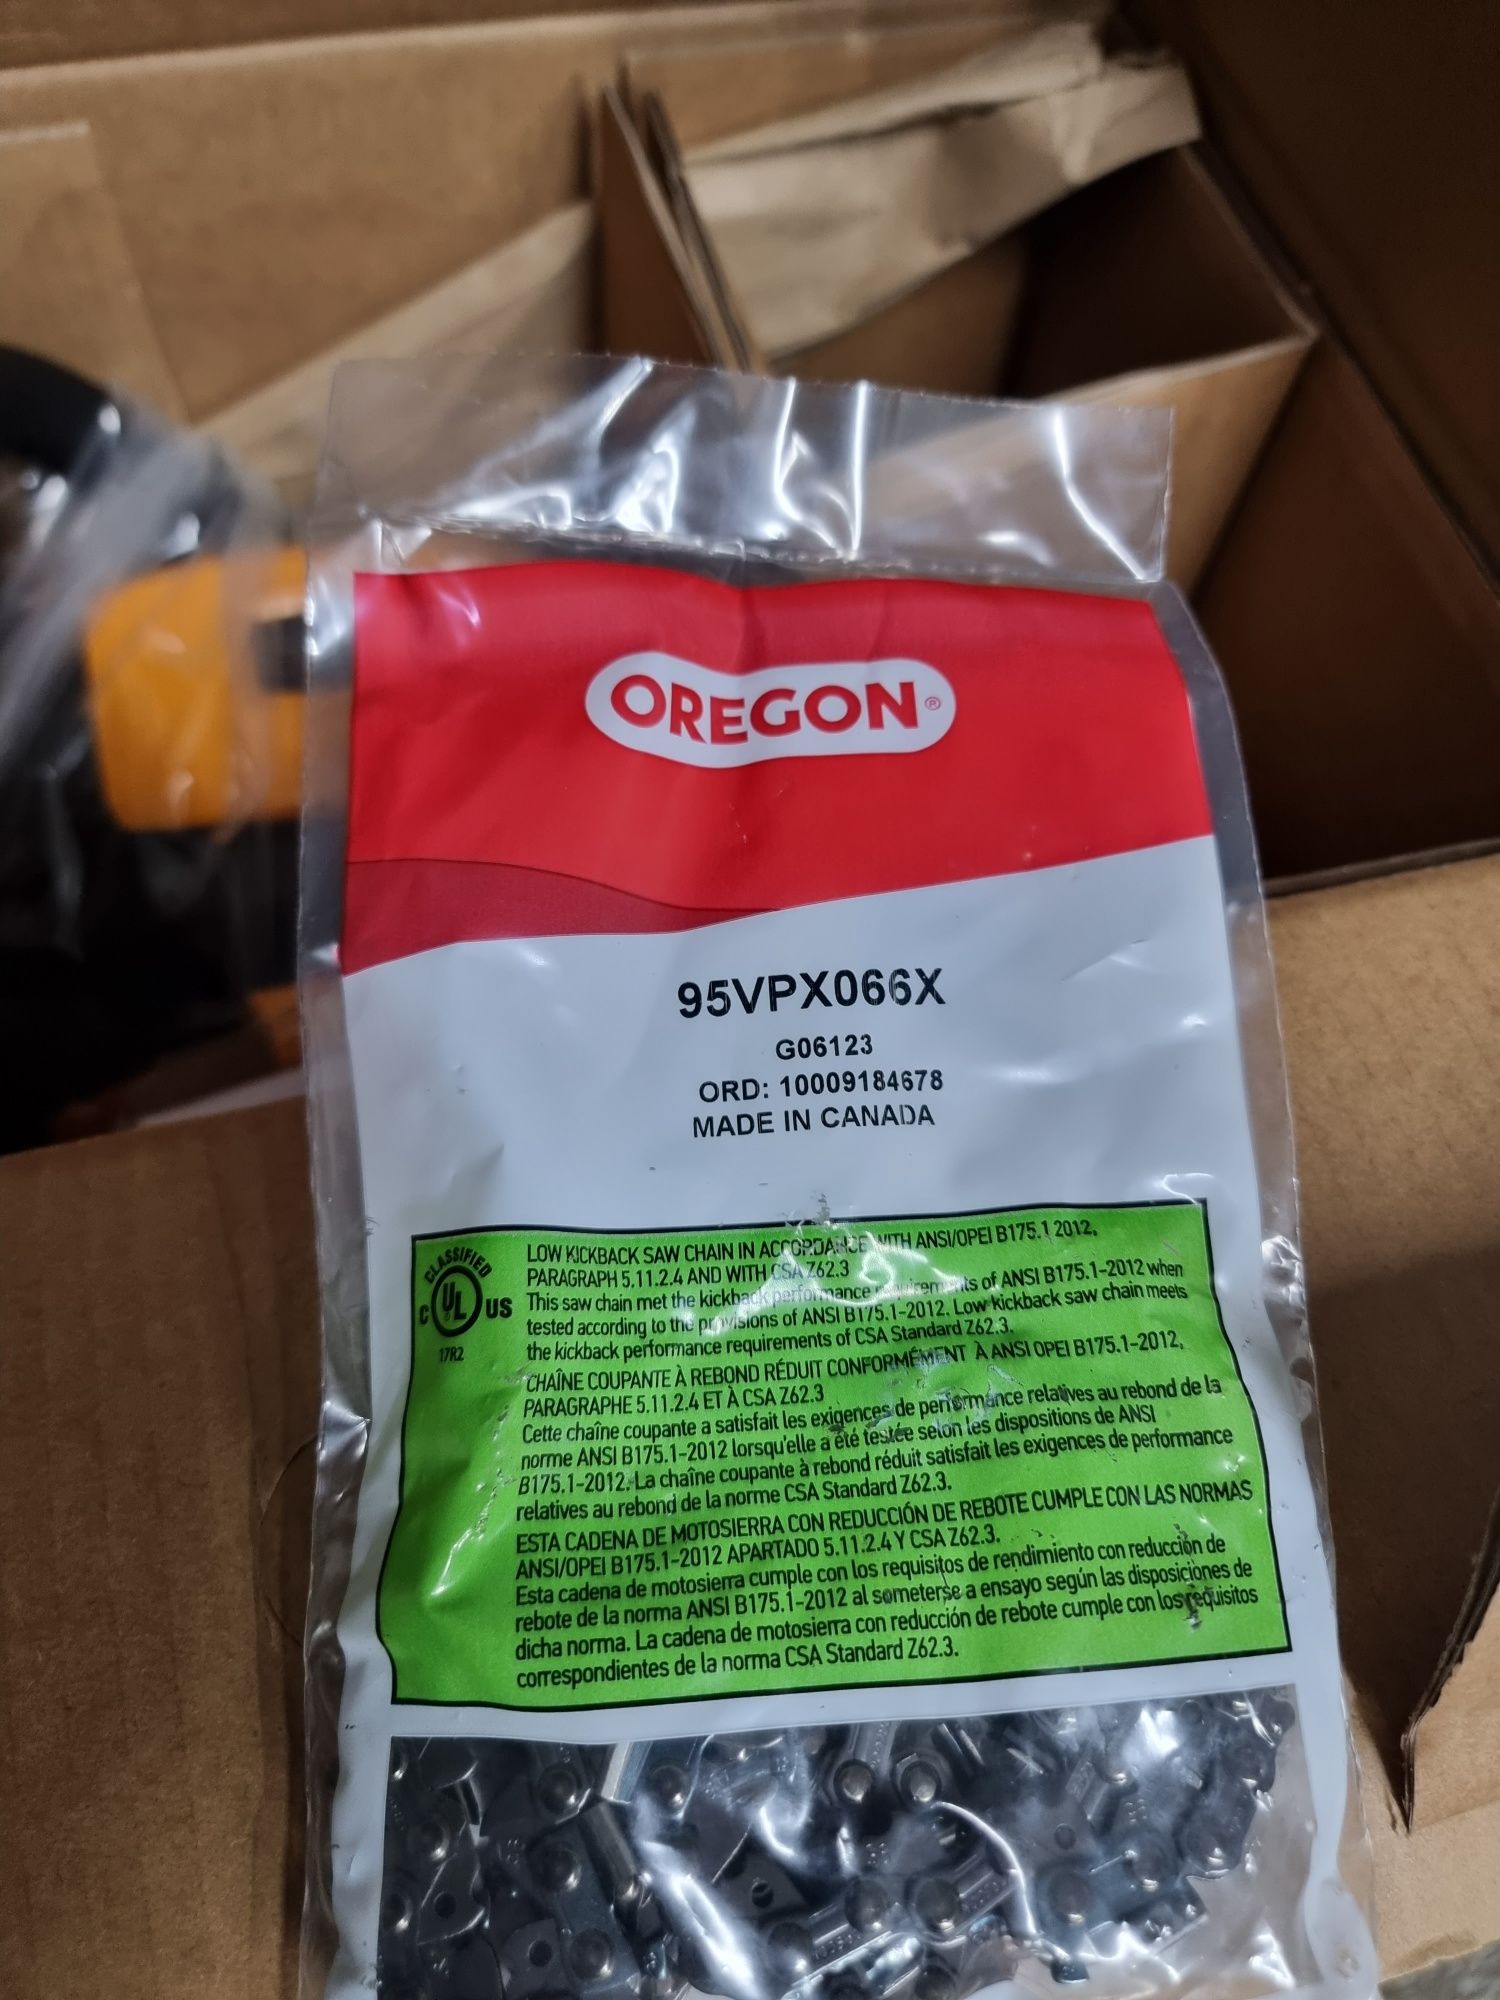 OREGON®
95VPX066X
G06123
ORD: 10009184678
MADE IN CANADA
CLASSIFIED
C UL US
17R2
LOW KICKBACK SAW CHAIN IN ACCORDANCE WITH ANSI/OPEI B175.1 2012,
PARAGRAPH 5.11.2.4 AND WITH CSA Z62.3
This saw chain met the kickback performance requirements of ANSI B175.1-2012 when
tested according to the provisions of ANSI B175.1-2012. Low-kickback saw chain meets
the kickback performance requirements of CSA Standard Z62.3.
CHAÎNE COUPANTE À REBOND RÉDUIT CONFORMÉMENT À ANSI OPEI B175.1-2012,
PARAGRAPHE 5.11.2.4 ET À CSA Z62.3
Cette chaîne coupante a satisfait les exigences de performance relatives au rebond de la
norme ANSI B175.1-2012 lorsqu'elle a été testée selon les dispositions de ANSI
B175.1-2012. La chaîne coupante à rebond réduit satisfait les exigences de performance
relatives au rebond de la norme CSA Standard Z62.3.
ESTA CADENA DE MOTOSIERRA CON REDUCCIÓN DE REBOTE CUMPLE CON LAS NORMAS
ANSI/OPEI B175.1-2012 APARTADO 5.11.2.4 Y CSA Z62.3.
Esta cadena de motosierra cumple con los requisitos de rendimiento con reducción de
rebote de la norma ANSI B175.1-2012 al someterse a ensayo según las disposiciones de
dicha norma. La cadena de motosierra con reducción de rebote cumple con los requisitos
correspondientes de la norma CSA Standard Z62.3.